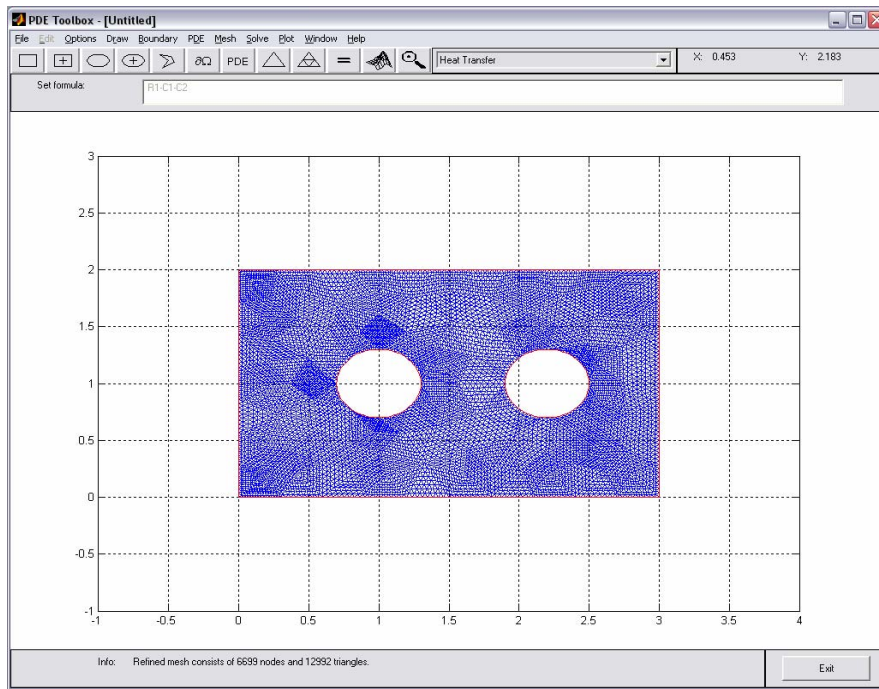 PDE Toolbox - [Untitled]
File Edit Options Draw Boundary PDE Mesh Solve Plot Window Help
∂Ω PDE = Heat Transfer X: 0.453 Y: 2.183
Set formula: R1-C1-C2
3
2.5
2
1.5
1
0.5
0
-0.5
-1
-1 -0.5 0 0.5 1 1.5 2 2.5 3 3.5 4
Info: Refined mesh consists of 6699 nodes and 12992 triangles.
Exit